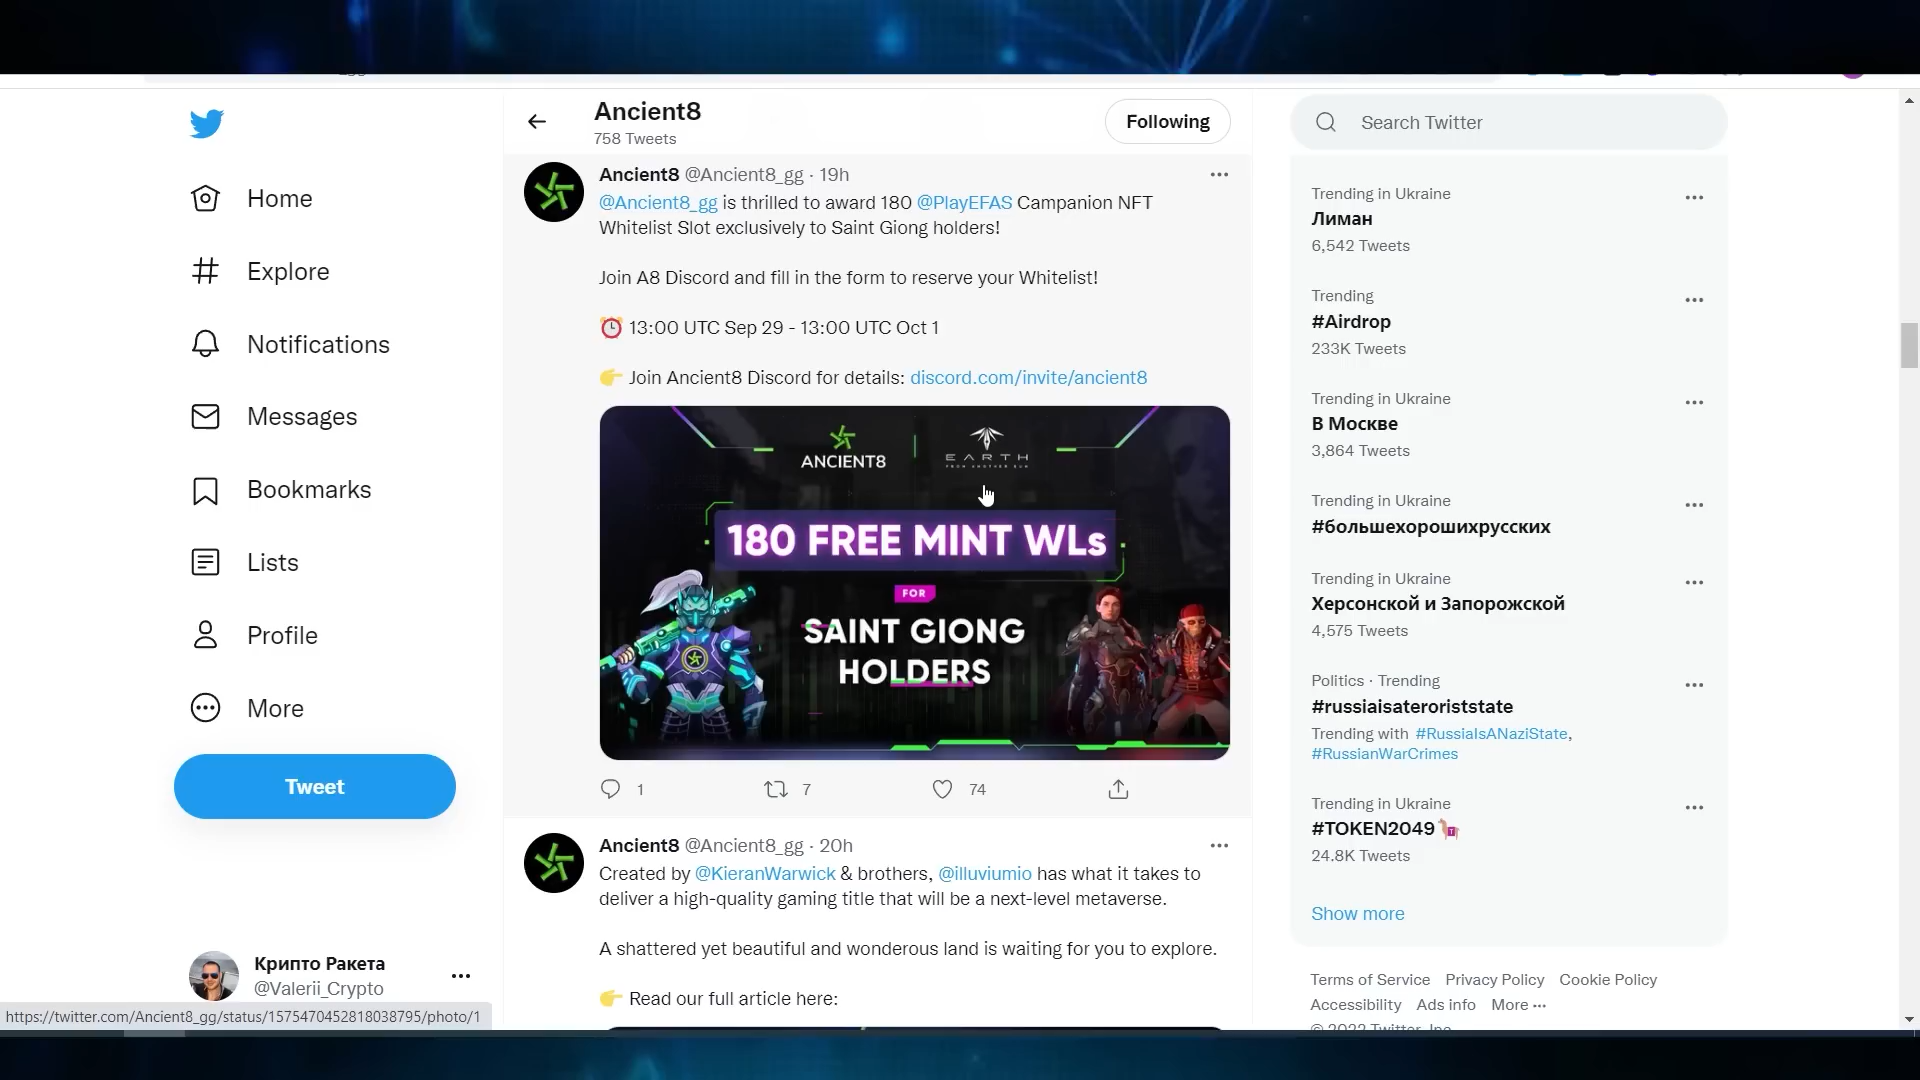 Ancient8
758 Tweets
Following
Search Twitter
Home
Explore
Notifications
Messages
Bookmarks
Lists
Profile
More
Tweet
Крипто Ракета
@Valerii_Crypto
https://twitter.com/Ancient8_gg/status/1575470452818038795/photo/1
Ancient8 @Ancient8_gg · 19h
@Ancient8_gg is thrilled to award 180 @PlayEFAS Campanion NFT
Whitelist Slot exclusively to Saint Giong holders!
Join A8 Discord and fill in the form to reserve your Whitelist!
⏰ 13:00 UTC Sep 29 - 13:00 UTC Oct 1
👉 Join Ancient8 Discord for details: discord.com/invite/ancient8
ANCIENT8
EARTH
FROM ANOTHER SUN
180 FREE MINT WLs
FOR
SAINT GIONG
HOLDERS
1 7 74
Ancient8 @Ancient8_gg · 20h
Created by @KieranWarwick & brothers, @illuviumio has what it takes to
deliver a high-quality gaming title that will be a next-level metaverse.
A shattered yet beautiful and wonderous land is waiting for you to explore.
👉 Read our full article here:
Trending in Ukraine
Лиман
6,542 Tweets
Trending
#Airdrop
233K Tweets
Trending in Ukraine
В Москве
3,864 Tweets
Trending in Ukraine
#большехорошихрусских
Trending in Ukraine
Херсонской и Запорожской
4,575 Tweets
Politics · Trending
#russiaisateroriststate
Trending with #RussiaIsANaziState,
#RussianWarCrimes
Trending in Ukraine
#TOKEN2049
24.8K Tweets
Show more
Terms of Service Privacy Policy Cookie Policy
Accessibility Ads info More ···
© 2022 Twitter, Inc.